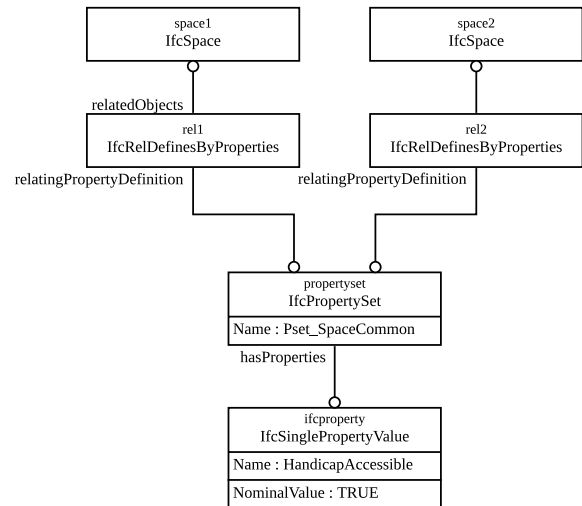 space1
IfcSpace
space2
IfcSpace
relatedObjects
rel1
IfcRelDefinesByProperties
rel2
IfcRelDefinesByProperties
relatingPropertyDefinition
relatingPropertyDefinition
propertyset
IfcPropertySet
Name : Pset_SpaceCommon
hasProperties
ifcproperty
IfcSinglePropertyValue
Name : HandicapAccessible
NominalValue : TRUE